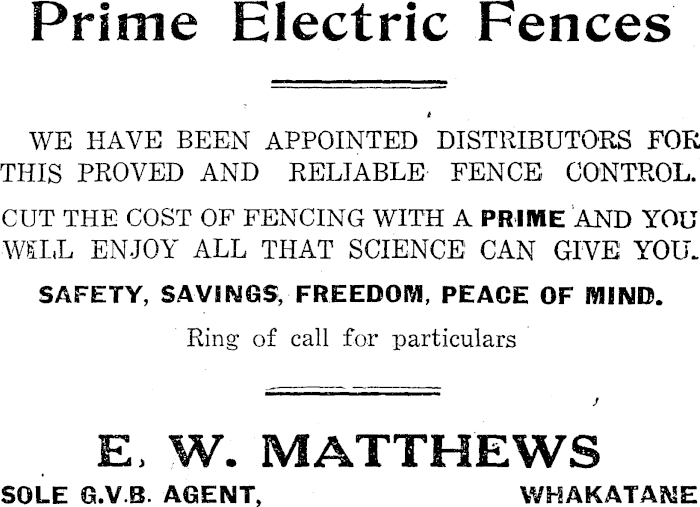 Prime Electric Fences
WE HAVE BEEN APPOINTED DISTRIBUTORS FOR
THIS PROVED AND RELIABLE FENCE CONTROL.
CUT THE COST OF FENCING WITH A PRIME AND YOU
WILL ENJOY ALL THAT SCIENCE CAN GIVE YOU.
SAFETY, SAVINGS, FREEDOM, PEACE OF MIND.
Ring of call for particulars
E. W. MATTHEWS
SOLE G.V.B. AGENT, WHAKATANE